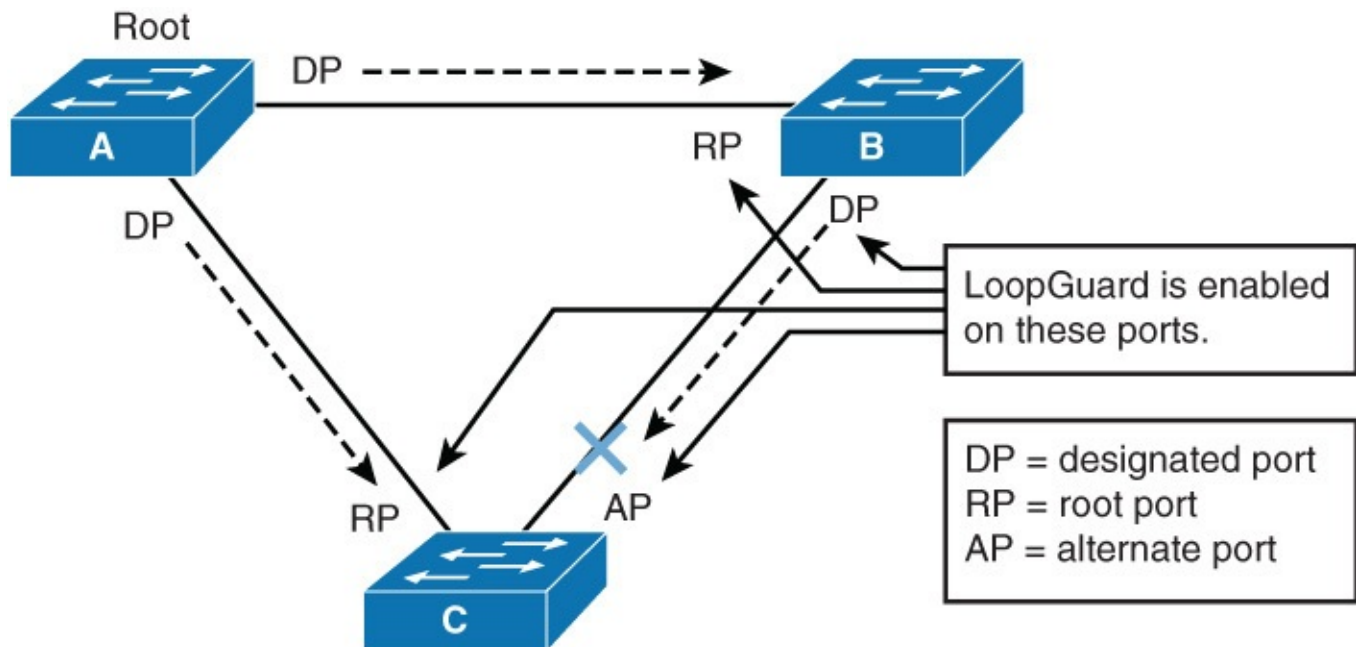 Root
DP
A
B
RP
DP
DP
LoopGuard is enabled
on these ports.
RP
AP
DP = designated port
RP = root port
AP = alternate port
C